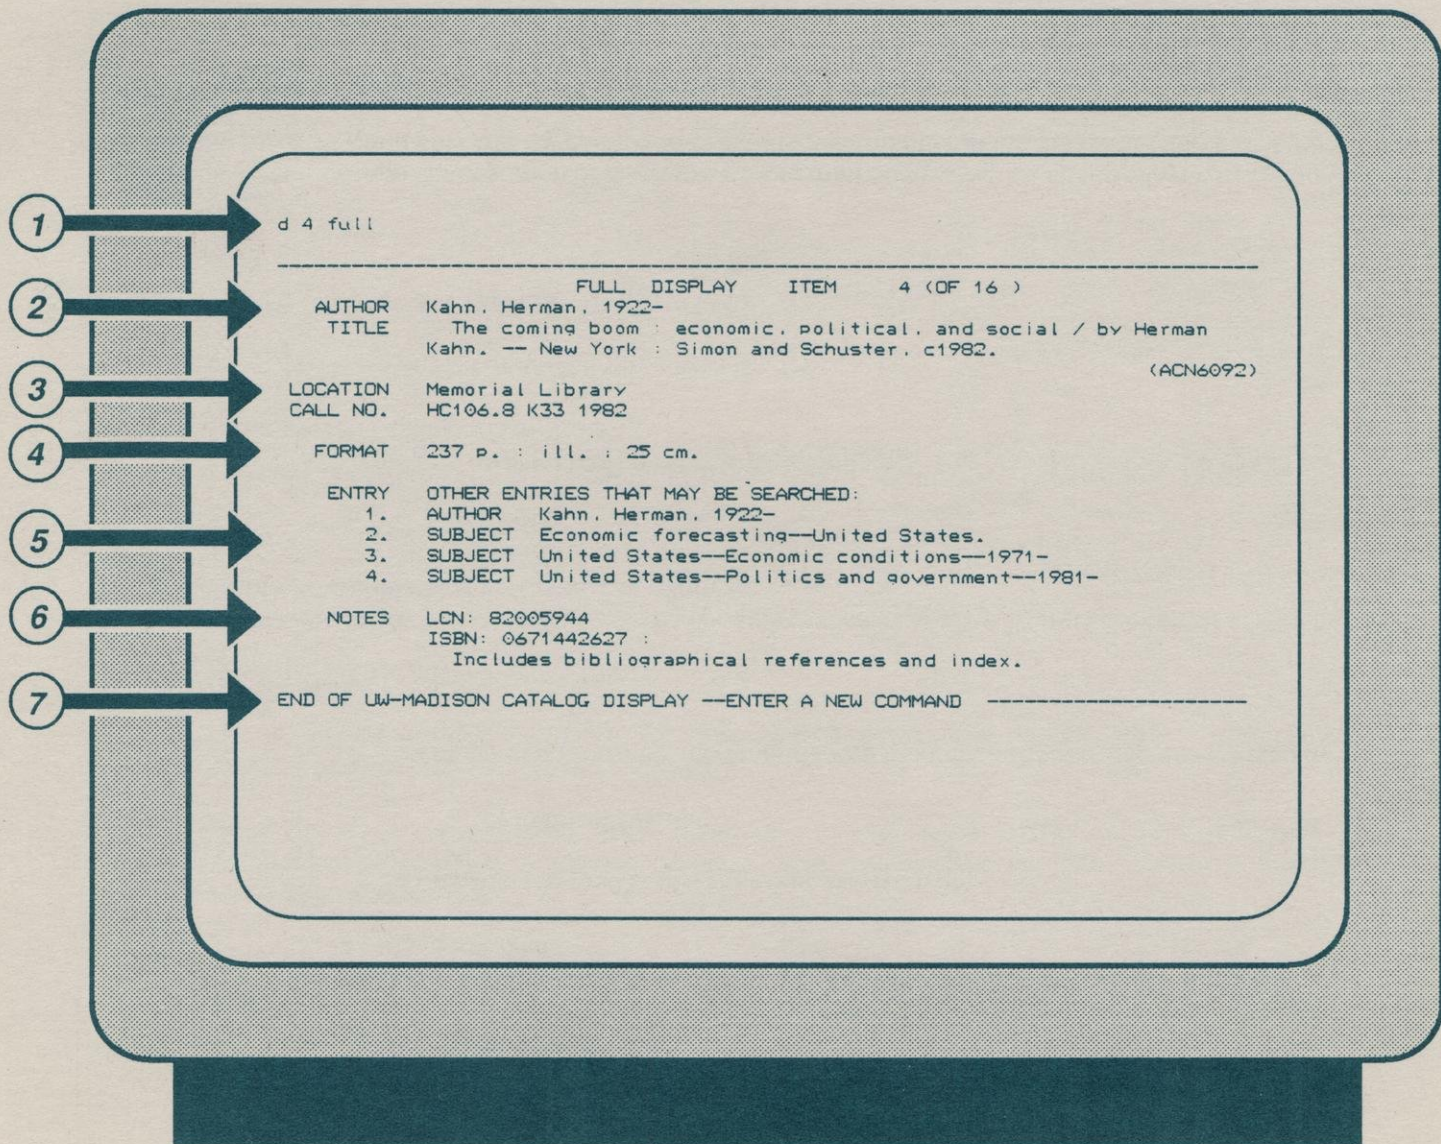 1 d 4 full
FULL DISPLAY ITEM 4 (OF 16 )
2 AUTHOR Kahn, Herman, 1922-
TITLE The coming boom : economic, political, and social / by Herman
Kahn. -- New York : Simon and Schuster, c1982.
(ACN6092)
3 LOCATION Memorial Library
CALL NO. HC106.8 K33 1982
4 FORMAT 237 p. : ill. ; 25 cm.
ENTRY OTHER ENTRIES THAT MAY BE SEARCHED:
1. AUTHOR Kahn, Herman, 1922-
5 2. SUBJECT Economic forecasting--United States.
3. SUBJECT United States--Economic conditions--1971-
4. SUBJECT United States--Politics and government--1981-
6 NOTES LCN: 82005944
ISBN: 0671442627 :
Includes bibliographical references and index.
7 END OF UW-MADISON CATALOG DISPLAY --ENTER A NEW COMMAND